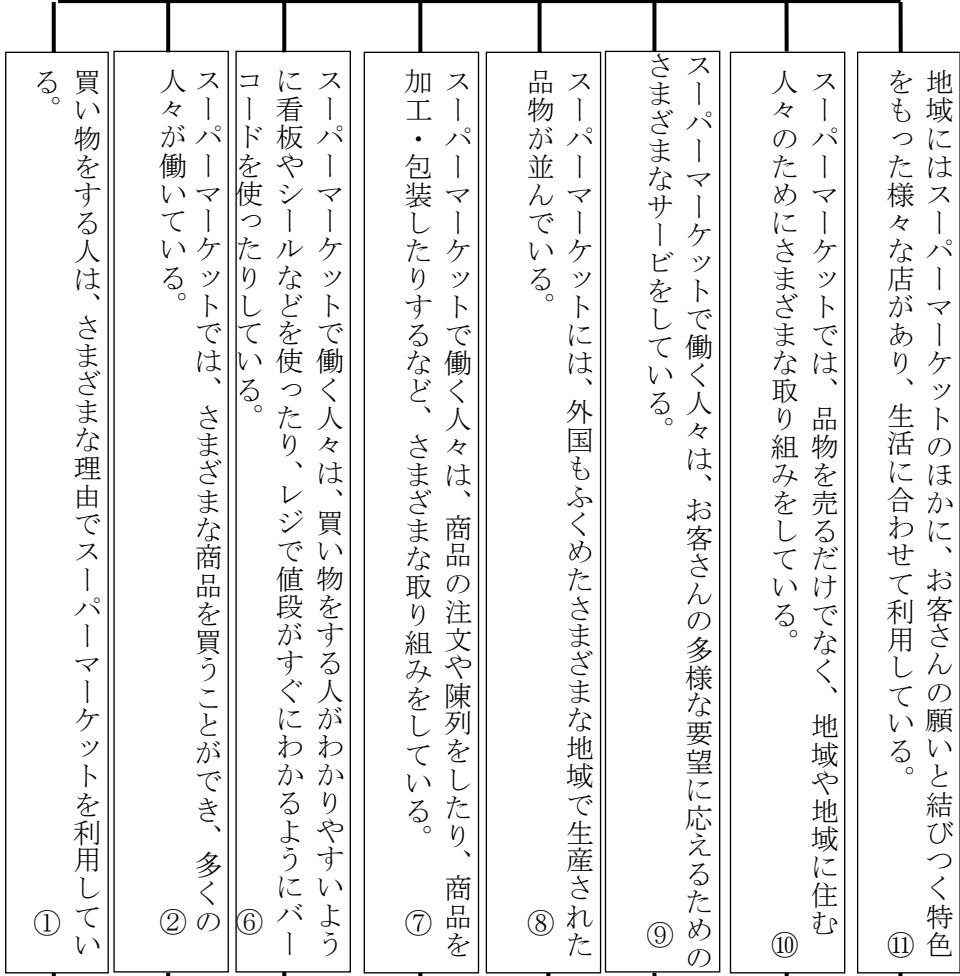 地域にはスーパーマーケットのほかに、お客さんの願いと結びつく特色
をもった様々な店があり、生活に合わせて利用している。
⑪
スーパーマーケットでは、品物を売るだけでなく、地域や地域に住む
人々のためにさまざまな取り組みをしている。
⑩
スーパーマーケットで働く人々は、お客さんの多様な要望に応えるための
さまざまなサービをしている。
⑨
スーパーマーケットには、外国もふくめたさまざまな地域で生産された
品物が並んでいる。
⑧
スーパーマーケットで働く人々は、商品の注文や陳列をしたり、商品を
加工・包装したりするなど、さまざまな取り組みをしている。
⑦
スーパーマーケットで働く人々は、買い物をする人がわかりやすいよう
に看板やシールなどを使ったり、レジで値段がすぐにわかるようにバー
コードを使ったりしている。
⑥
スーパーマーケットでは、さまざまな商品を買うことができ、多くの
人々が働いている。
②
買い物をする人は、さまざまな理由でスーパーマーケットを利用してい
る。
①